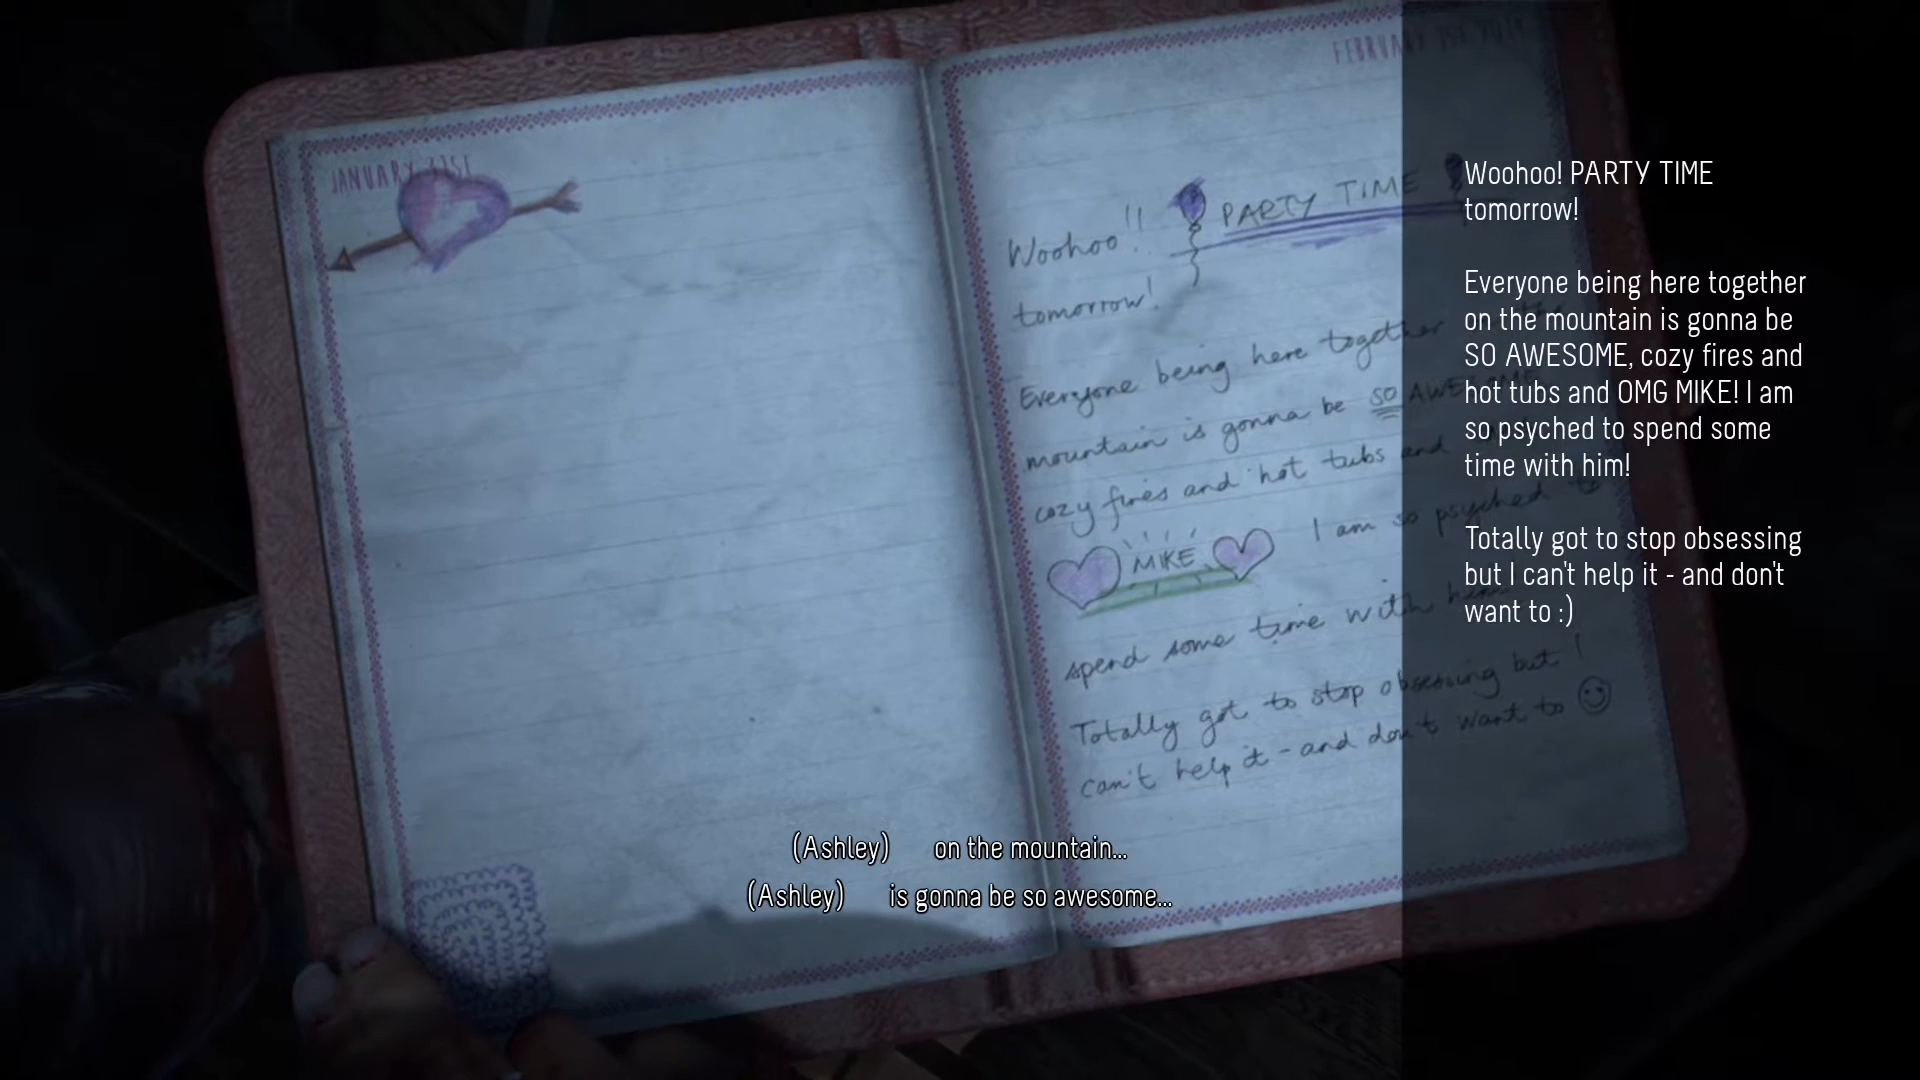 JANUARY 31ST
FEBRUARY 1ST
Woohoo!! PARTY TIME
tomorrow!
Everyone being here together
mountain is gonna be SO AWESOME
cozy fires and hot tubs and
MIKE I am so psyched to
spend some time with him
Totally got to stop obsessing but I
can't help it - and don't want to ☺
Woohoo! PARTY TIME
tomorrow!
Everyone being here together
on the mountain is gonna be
SO AWESOME, cozy fires and
hot tubs and OMG MIKE! I am
so psyched to spend some
time with him!
Totally got to stop obsessing
but I can't help it - and don't
want to :)
(Ashley) on the mountain...
(Ashley) is gonna be so awesome...